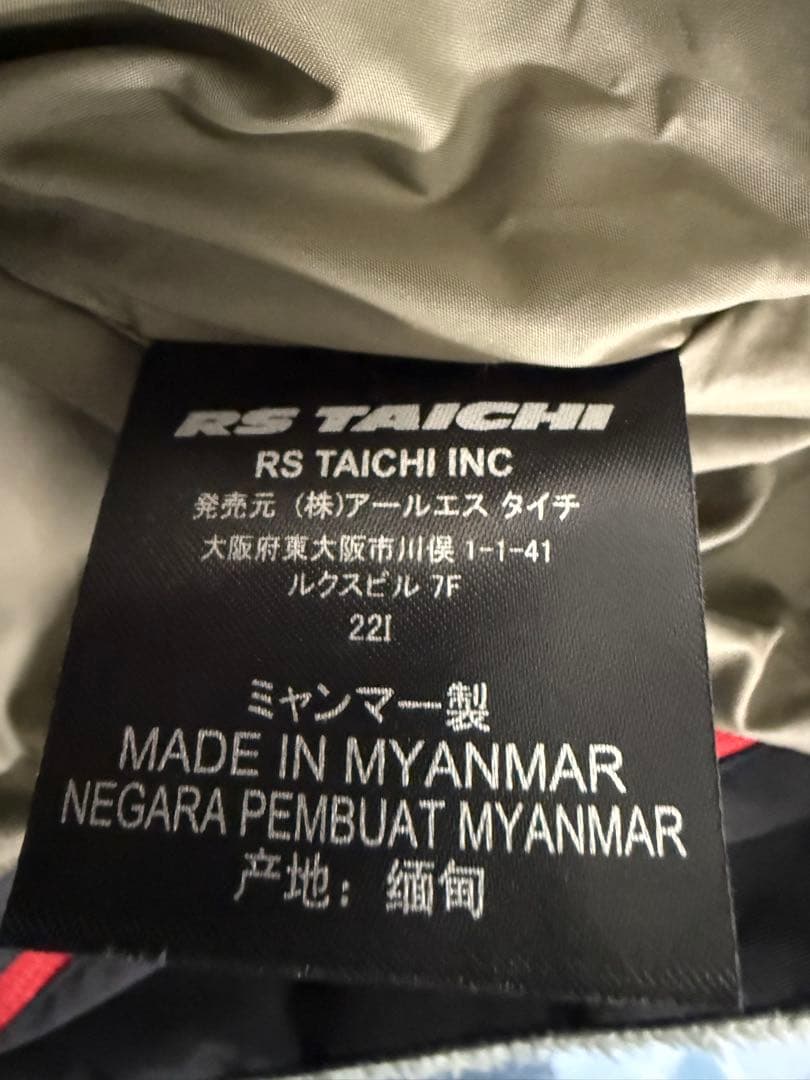 RS TAICHI
RS TAICHI INC
発売元 (株)アールエス タイチ
大阪府東大阪市川俣 1-1-41
ルクスビル 7F
22I
ミャンマー製
MADE IN MYANMAR
NEGARA PEMBUAT MYANMAR
产地: 缅甸